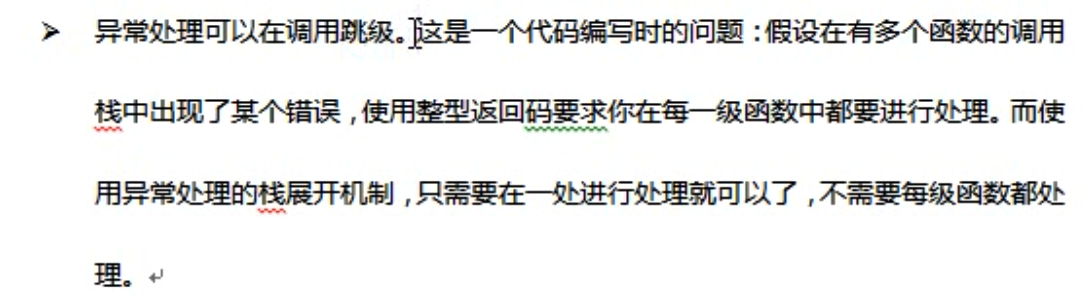 ➤ 异常处理可以在调用跳级。这是一个代码编写时的问题：假设在有多个函数的调用
栈中出现了某个错误，使用整型返回码要求你在每一级函数中都要进行处理。而使
用异常处理的栈展开机制，只需要在一处进行处理就可以了，不需要每级函数都处
理。↵